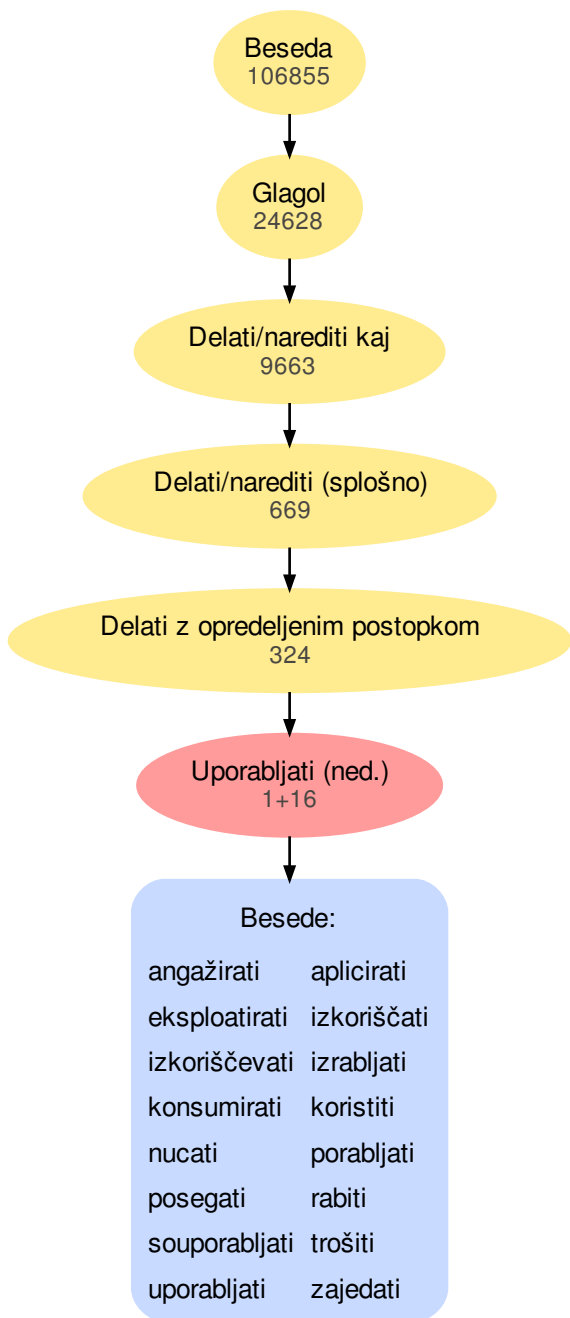 Beseda
106855
Glagol
24628
Delati/narediti kaj
9663
Delati/narediti (splošno)
669
Delati z opredeljenim postopkom
324
Uporabljati (ned.)
1+16
Besede:
angažirati aplicirati
eksploatirati izkoriščati
izkoriščevati izrabljati
konsumirati koristiti
nucati porabljati
posegati rabiti
souporabljati trošiti
uporabljati zajedati